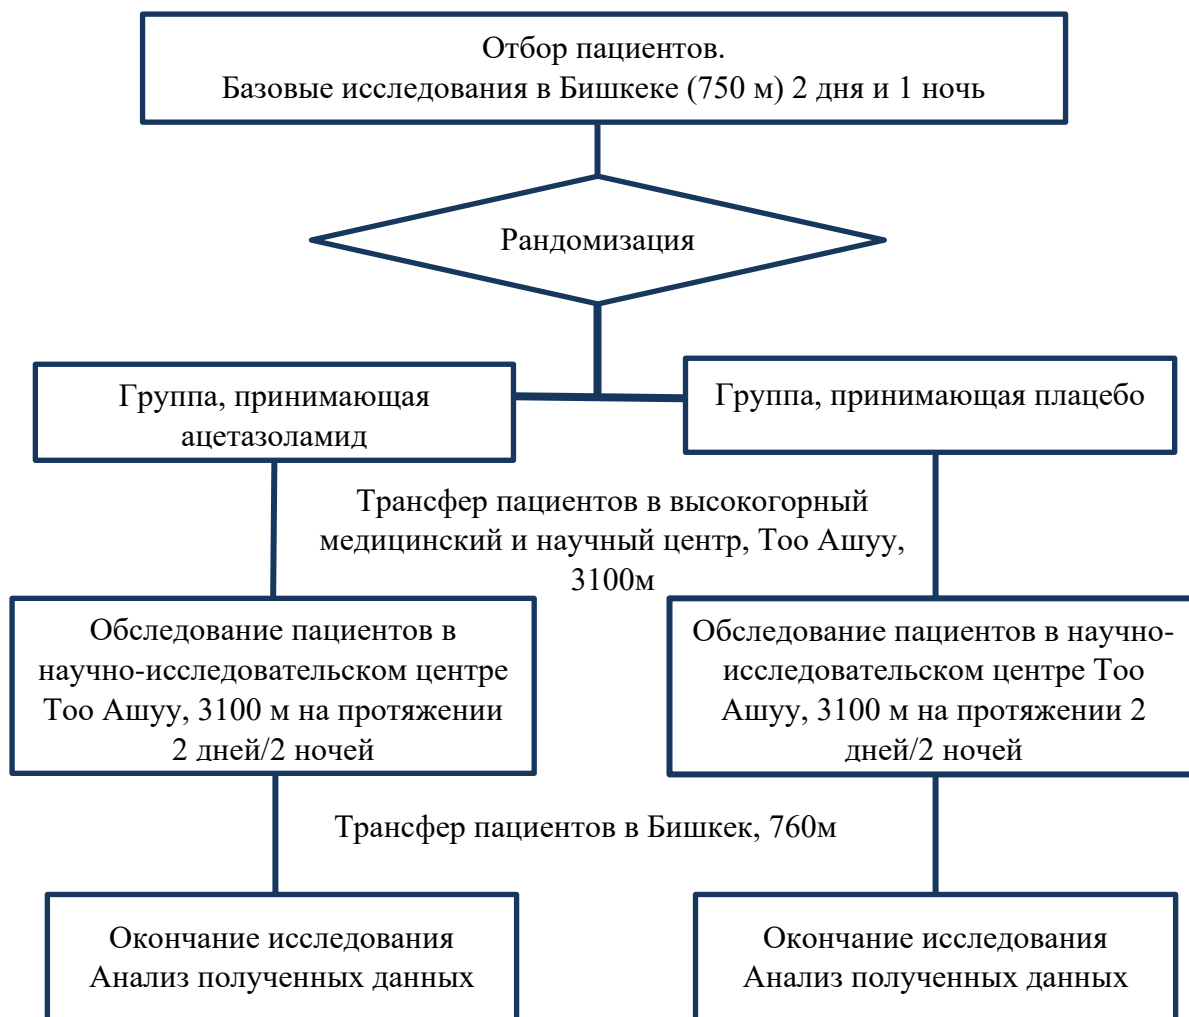 Отбор пациентов.
Базовые исследования в Бишкеке (750 м) 2 дня и 1 ночь
Рандомизация
Группа, принимающая
ацетазоламид
Группа, принимающая плацебо
Трансфер пациентов в высокогорный
медицинский и научный центр, Тоо Ашуу,
3100м
Обследование пациентов в
научно-исследовательском центре
Тоо Ашуу, 3100 м на протяжении
2 дней/2 ночей
Обследование пациентов в научно-
исследовательском центре Тоо
Ашуу, 3100 м на протяжении 2
дней/2 ночей
Трансфер пациентов в Бишкек, 760м
Окончание исследования
Анализ полученных данных
Окончание исследования
Анализ полученных данных